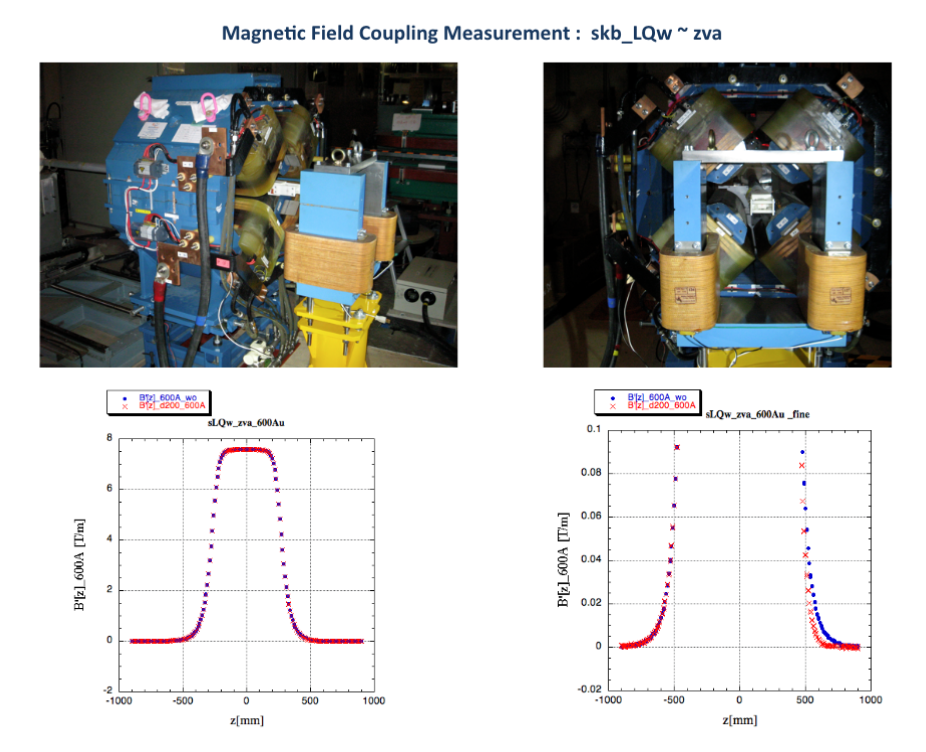 Magnetic Field Coupling Measurement : skb_LQw ~ zva
B'[z]_600A_wo
B'[z]_d200_600A
sLQw_zva_600Au
8
6
4
2
0
-2
-1000
-500
0
500
1000
B'[z]_600A [T/m]
z[mm]
B'[z]_600A_wo
B'[z]_d200_600A
sLQw_zva_600Au _fine
0.1
0.08
0.06
0.04
0.02
0
-0.02
-1000
-500
0
500
1000
B'[z]_600A [T/m]
z[mm]